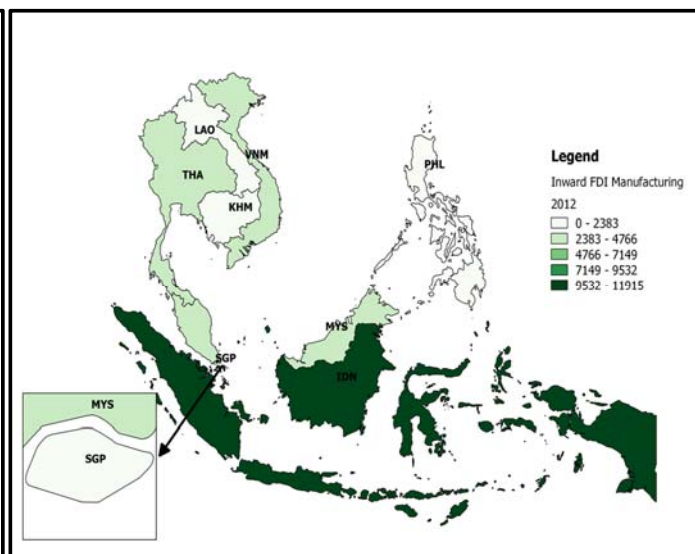 LAO
VNM
THA
KHM
PHL
Legend
Inward FDI Manufacturing
2012
0 - 2383
2383 - 4766
4766 - 7149
7149 - 9532
9532 - 11915
MYS
SGP
IDN
MYS
SGP